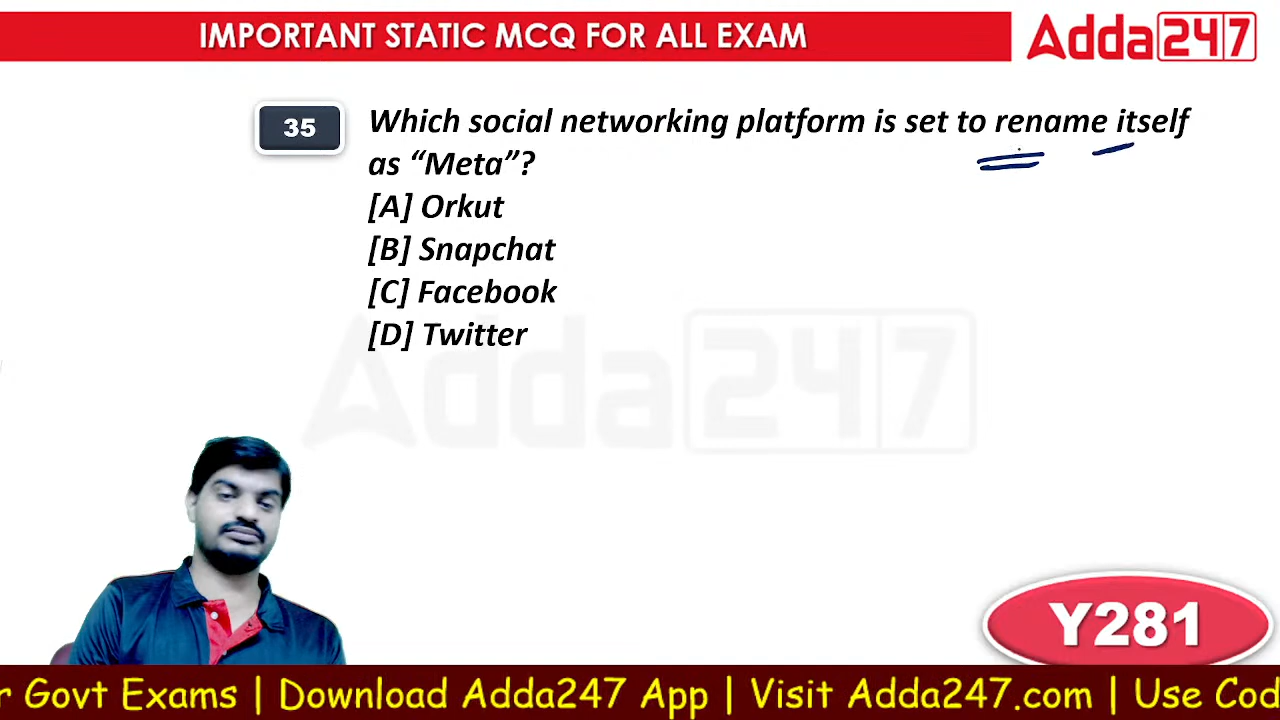 IMPORTANT STATIC MCQ FOR ALL EXAM
Adda247
35
Which social networking platform is set to rename itself
as “Meta”?
[A] Orkut
[B] Snapchat
[C] Facebook
[D] Twitter
Adda247
Y281
r Govt Exams | Download Adda247 App | Visit Adda247.com | Use Cod